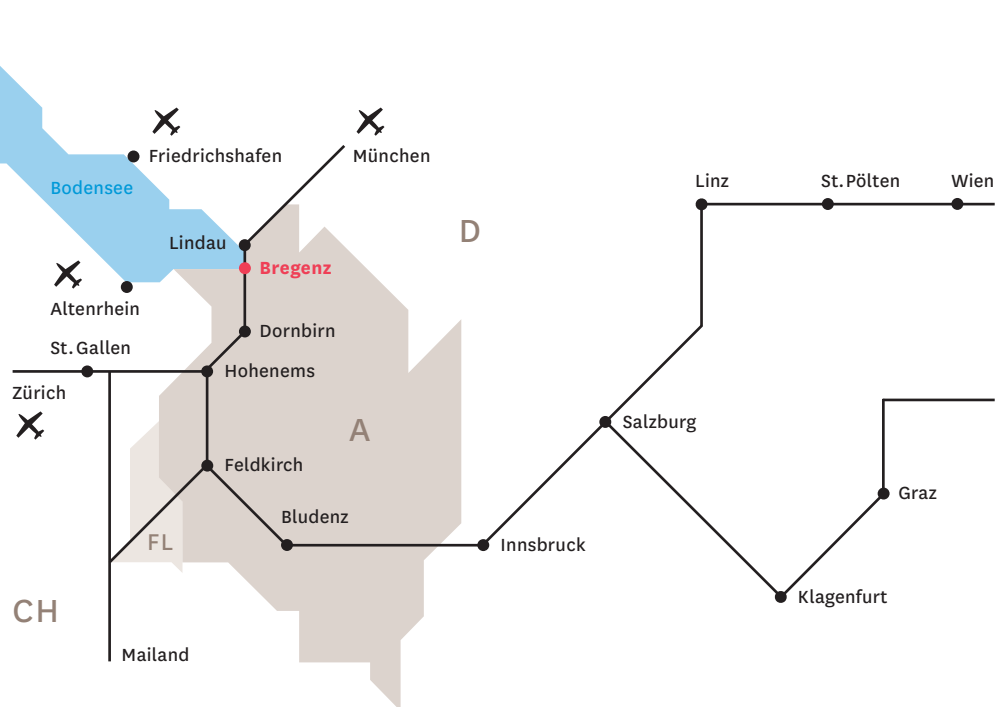 Friedrichshafen
München
Linz
St. Pölten
Wien
Bodensee
D
Lindau
Bregenz
Altenrhein
Dornbirn
St. Gallen
Hohenems
Zürich
A
Salzburg
Feldkirch
Graz
Bludenz
FL
Innsbruck
Klagenfurt
CH
Mailand